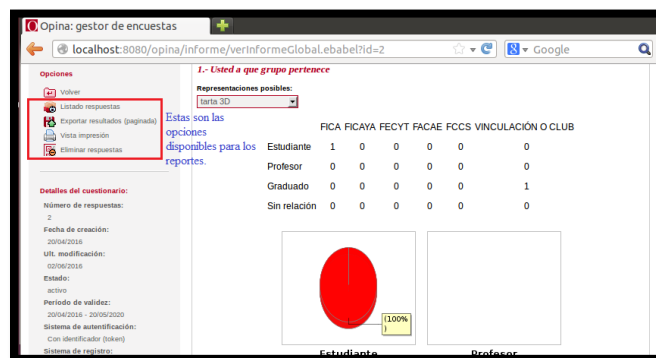 Opina: gestor de encuestas
localhost:8080/opina/informe/verInformeGlobal.ebabel?id=2
Google
Opciones
Volver
Listado respuestas
Exportar resultados (paginada)
Vista impresión
Eliminar respuestas
Estas son las
opciones
disponibles para los
reportes.
Detalles del cuestionario:
Número de respuestas:
2
Fecha de creación:
20/04/2016
Ult. modificación:
02/06/2016
Estado:
activo
Periodo de validez:
20/04/2016 - 20/05/2020
Sistema de autentificación:
Con identificador (token)
Sistema de registro:
1.- Usted a que grupo pertenece
Representaciones
posibles:
tarta 3D
FICA FICAYA FECYT FACAE FCCS VINCULACIÓN O CLUB
Estudiante 1 0 0 0 0 0
Profesor 0 0 0 0 0 0
Graduado 0 0 0 0 0 1
Sin relación 0 0 0 0 0 0
(100%
)
Estudiante
Profesor